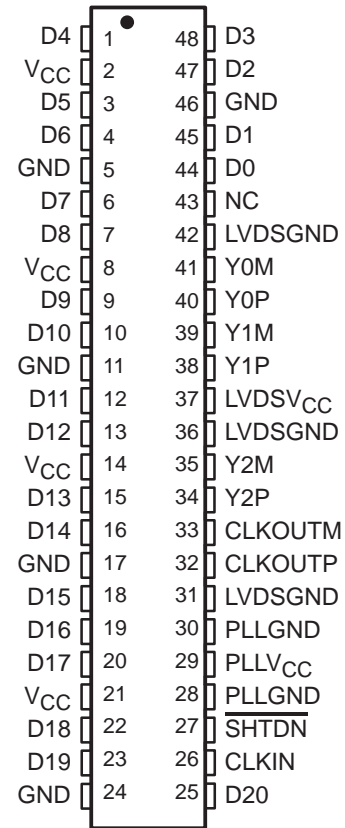 D4 1 48 D3
VCC 2 47 D2
D5 3 46 GND
D6 4 45 D1
GND 5 44 D0
D7 6 43 NC
D8 7 42 LVDSGND
VCC 8 41 Y0M
D9 9 40 Y0P
D10 10 39 Y1M
GND 11 38 Y1P
D11 12 37 LVDSVCC
D12 13 36 LVDSGND
VCC 14 35 Y2M
D13 15 34 Y2P
D14 16 33 CLKOUTM
GND 17 32 CLKOUTP
D15 18 31 LVDSGND
D16 19 30 PLLGND
D17 20 29 PLLVCC
VCC 21 28 PLLGND
D18 22 27 SHTDN
D19 23 26 CLKIN
GND 24 25 D20